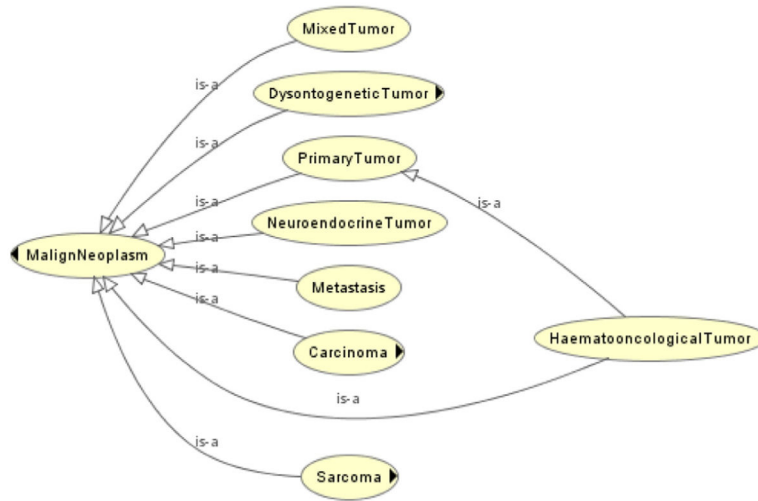 MixedTumor
is-a
DysontogeneticTumor
is-a
PrimaryTumor
is-a
is-a
NeuroendocrineTumor
is-a
MalignNeoplasm
is-a
Metastasis
is-a
HaematooncologicalTumor
Carcinoma
is-a
is-a
Sarcoma